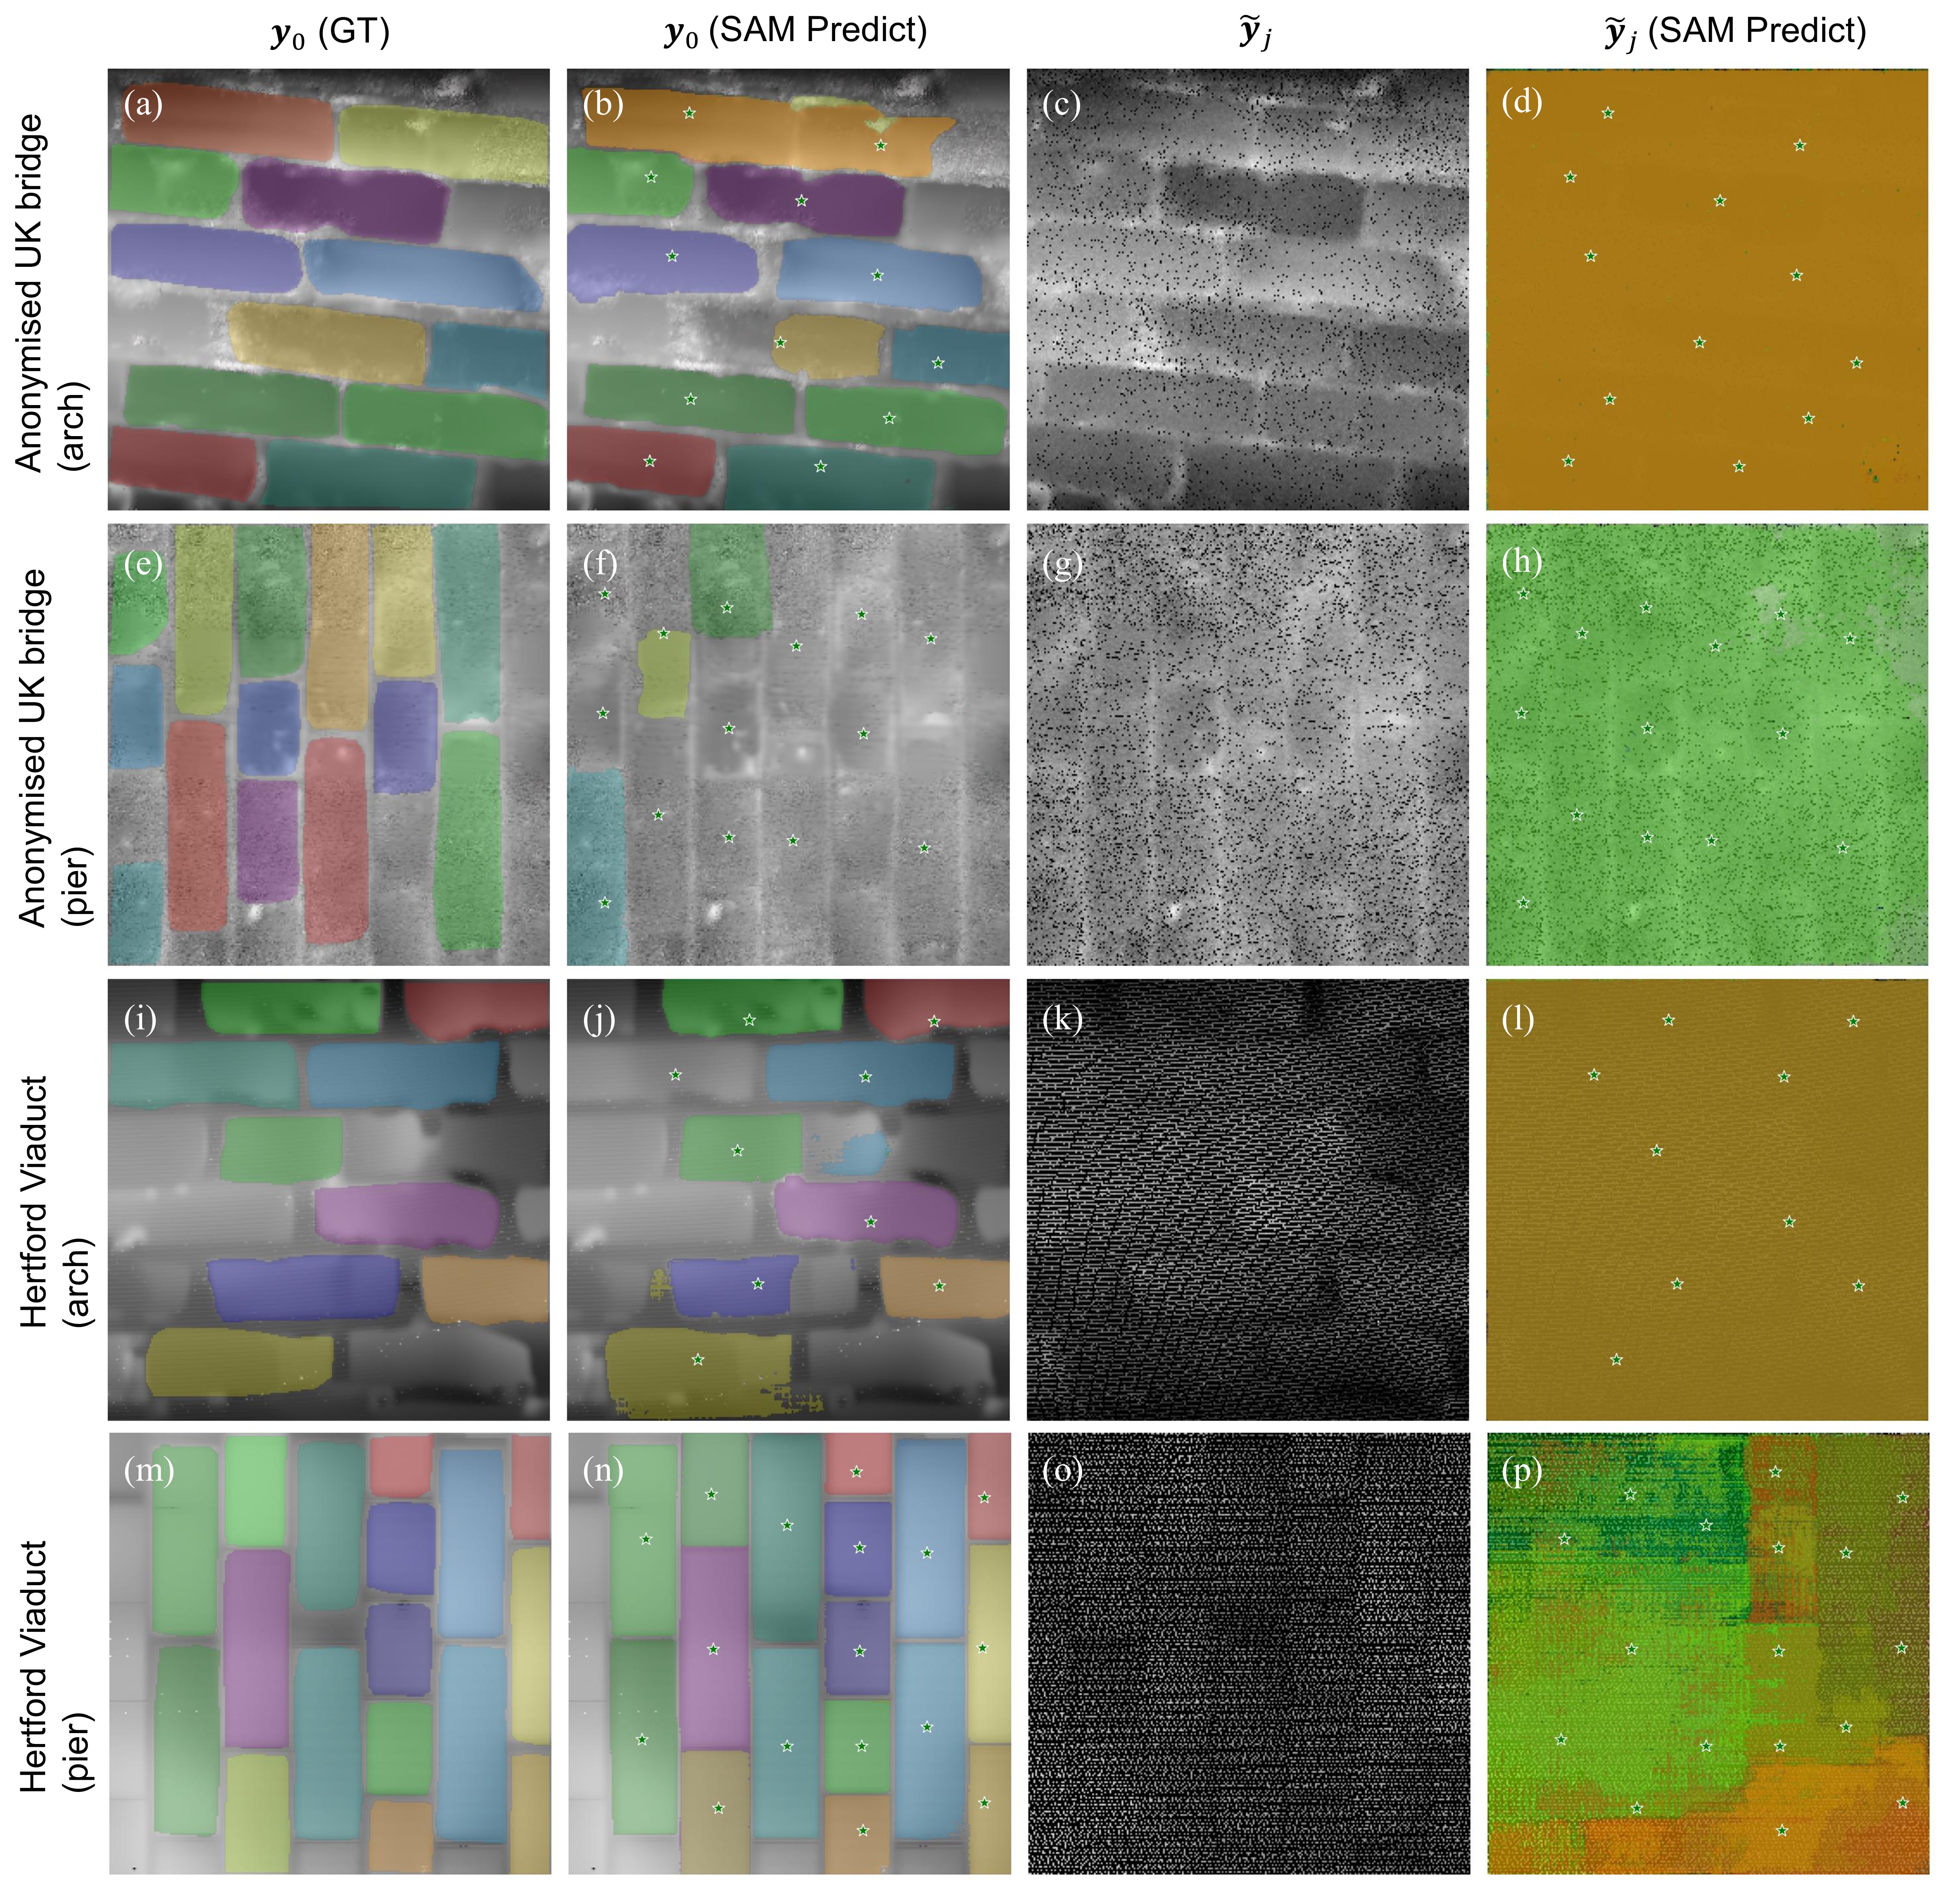 𝒚₀ (GT) 𝒚₀ (SAM Predict) 𝒚̃ⱼ 𝒚̃ⱼ (SAM Predict)
Anonymised UK bridge
(arch)
(a) (b) (c) (d)
Anonymised UK bridge
(pier)
(e) (f) (g) (h)
Hertford Viaduct
(arch)
(i) (j) (k) (l)
Hertford Viaduct
(pier)
(m) (n) (o) (p)